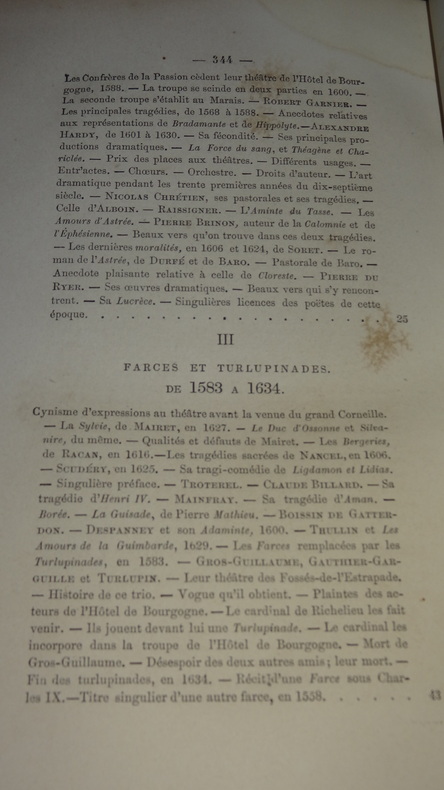 — 344 —
Les Confrères de la Passion cèdent leur théâtre de l'Hôtel de Bour-
gogne, 1588. — La troupe se scinde en deux parties en 1600. —
La seconde troupe s'établit au Marais. — ROBERT GARNIER. —
Les principales tragédies, de 1568 à 1588. — Anecdotes relatives
aux représentations de Bradamante et de Hippolyte. — ALEXANDRE
HARDY, de 1601 à 1630. — Sa fécondité. — Ses principales pro-
ductions dramatiques. — La Force du sang, et Théagène et Cha-
riclée. — Prix des places aux théâtres. — Différents usages. —
Entr'actes. — Chœurs. — Orchestre. — Droits d'auteur. — L'art
dramatique pendant les trente premières années du dix-septième
siècle. — NICOLAS CHRÉTIEN, ses pastorales et ses tragédies. —
Celle d'ALBOIN. — RAISSIGNER. — L'Aminte du Tasse. — Les
Amours d'Astrée. — PIERRE BRINON, auteur de la Calomnie et de
l'Éphésienne. — Beaux vers qu'on trouve dans ces deux tragédies.
— Les dernières moralités, en 1606 et 1624, de SORET. — Le ro-
man de l'Astrée, de DURFÉ et de BARO. — Pastorale de Baro. —
Anecdote plaisante relative à celle de Cloreste. — PIERRE DU
RYER. — Ses œuvres dramatiques. — Beaux vers qui s'y rencon-
trent. — Sa Lucrèce. — Singulières licences des poëtes de cette
époque. . . . . . . . . . . . . . . . . . 25
III
FARCES ET TURLUPINADES.
DE 1583 A 1634.
Cynisme d'expressions au théâtre avant la venue du grand Corneille.
— La Sylvie, de MAIRET, en 1627. — Le Duc d'Ossonne et Silva-
nire, du même. — Qualités et défauts de Mairet. — Les Bergeries,
de RACAN, en 1616. — Les tragédies sacrées de NANCEL, en 1606.
— SCUDÉRY, en 1625. — Sa tragi-comédie de Ligdamon et Lidias.
— Singulière préface. — TROTEREL. — CLAUDE BILLARD. — Sa
tragédie d'Henri IV. — MAINFRAY. — Sa tragédie d'Aman. —
Borée. — La Guisade, de Pierre Mathieu. — BOISSIN DE GALLER-
DON. — DESPANNEY et son Adaminte, 1600. — THULLIN et Les
Amours de la Guimbarde, 1629. — Les Farces remplacées par les
Turlupinades, en 1583. — GROS-GUILLAUME, GAUTHIER-GAR-
GUILLE et TURLUPIN. — Leur théâtre des Fossés-de-l'Estrapade.
— Histoire de ce trio. — Vogue qu'il obtient. — Plaintes des ac-
teurs de l'Hôtel de Bourgogne. — Le cardinal de Richelieu les fait
venir. — Ils jouent devant lui une Turlupinade. — Le cardinal les
incorpore dans la troupe de l'Hôtel de Bourgogne. — Mort de
Gros-Guillaume. — Désespoir des deux autres amis ; leur mort. —
Fin des turlupinades, en 1634. — Récit d'une Farce sous Char-
les IX. — Titre singulier d'une autre farce, en 1558. . . . . . 43